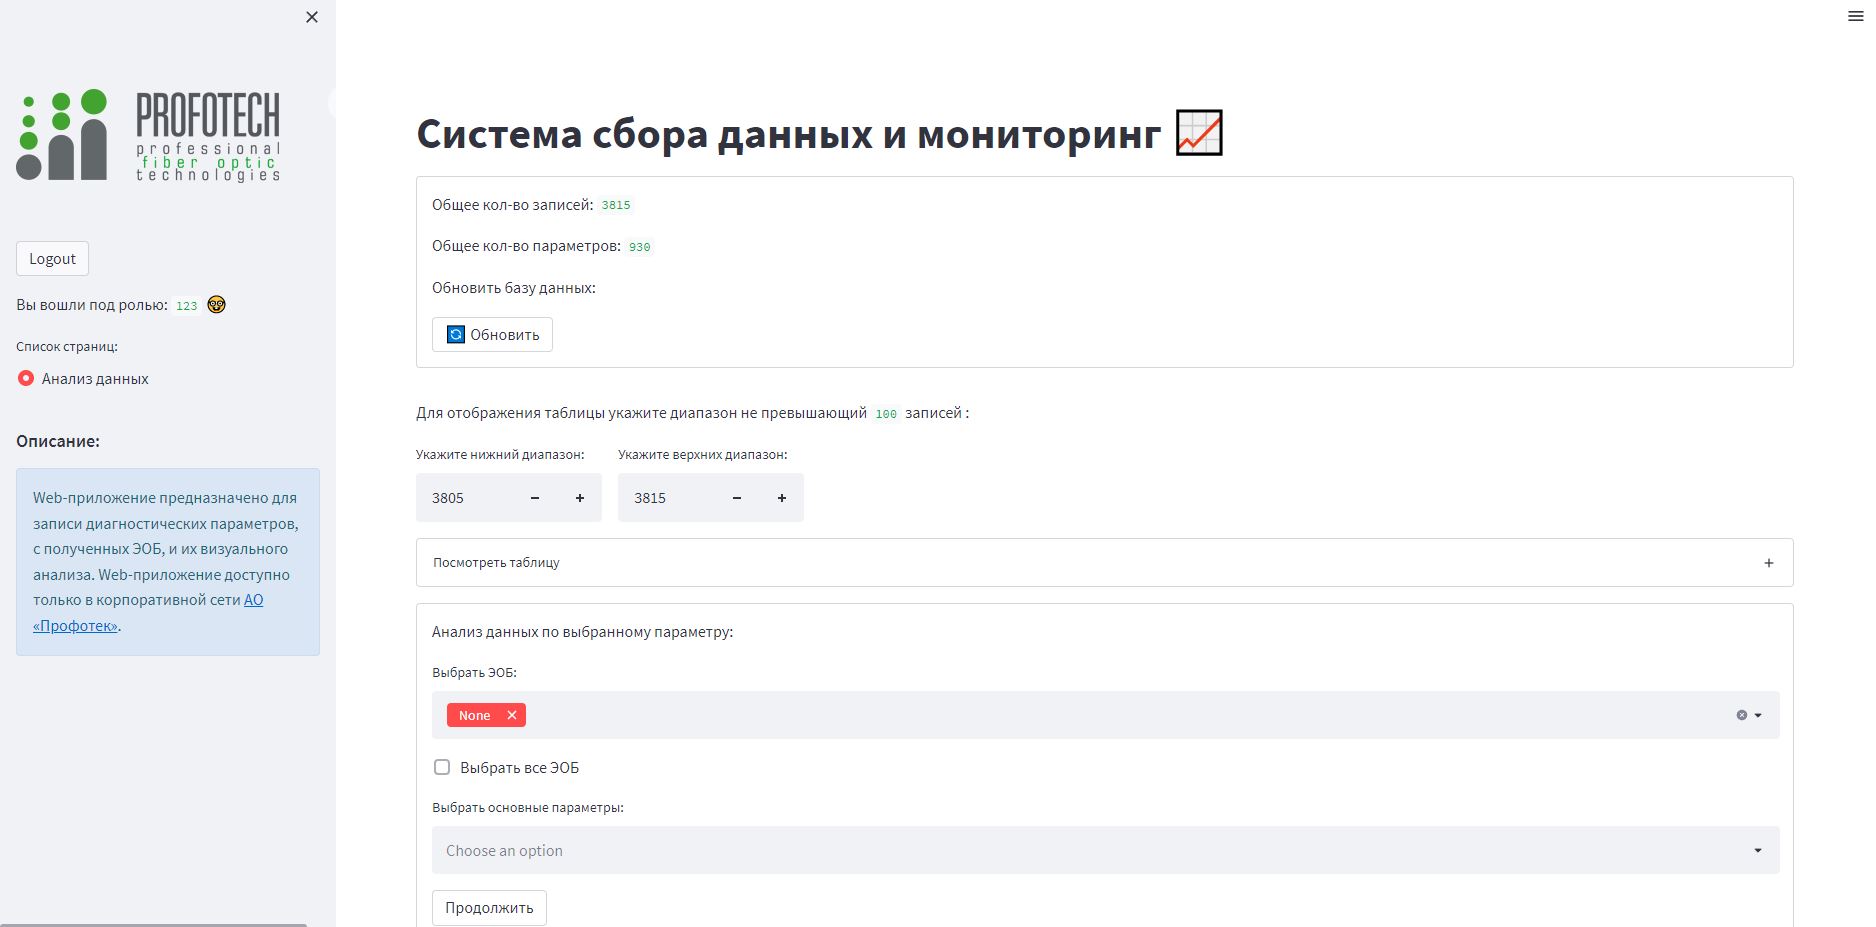 PROFOTECH
professional
fiber optic
technologies
Logout
Вы вошли под ролью: 123
Список страниц:
Анализ данных
Описание:
Web-приложение предназначено для
записи диагностических параметров,
с полученных ЭОБ, и их визуального
анализа. Web-приложение доступно
только в корпоративной сети АО
«Профотек».
Система сбора данных и мониторинг
Общее кол-во записей: 3815
Общее кол-во параметров: 930
Обновить базу данных:
Обновить
Для отображения таблицы укажите диапазон не превышающий 100 записей :
Укажите нижний диапазон: Укажите верхних диапазон:
3805 − + 3815 − +
Посмотреть таблицу +
Анализ данных по выбранному параметру:
Выбрать ЭОБ:
None
Выбрать все ЭОБ
Выбрать основные параметры:
Choose an option
Продолжить